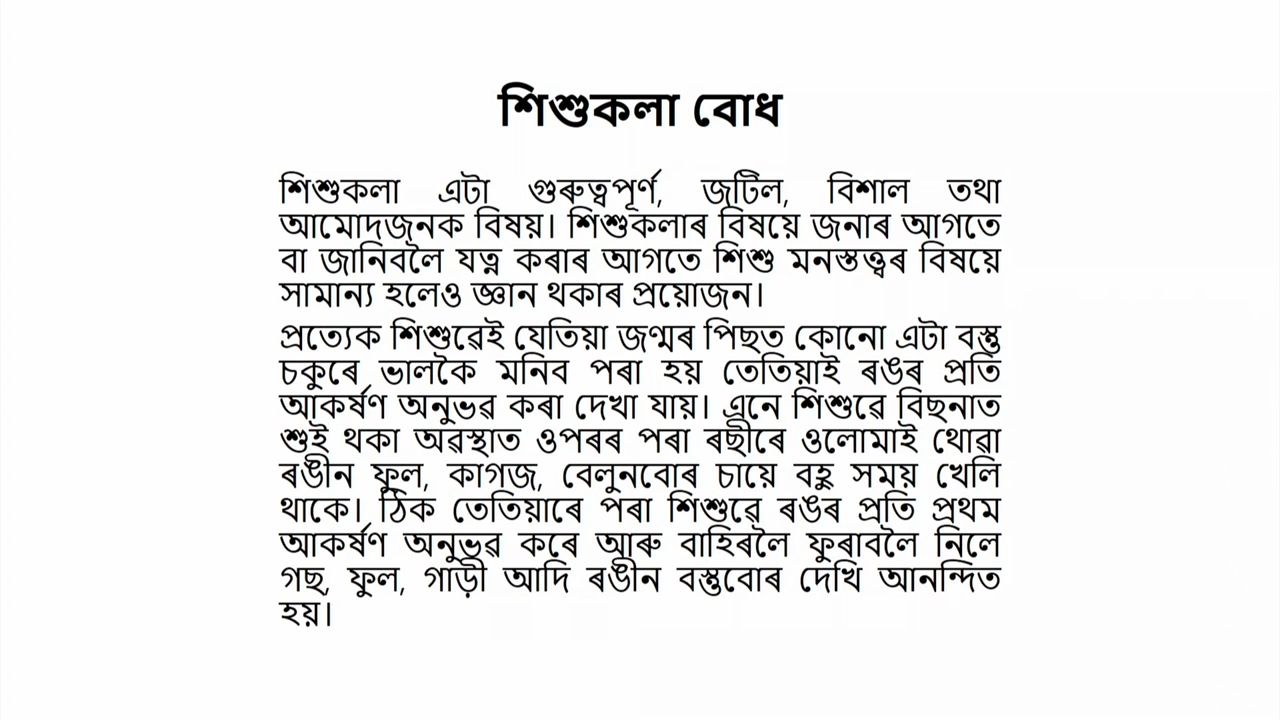 শিশুকলা বোধ
শিশুকলা এটা গুৰুত্বপূৰ্ণ, জটিল, বিশাল তথা
আমোদজনক বিষয়। শিশুকলাৰ বিষয়ে জনাৰ আগতে
বা জানিবলৈ যত্ন কৰাৰ আগতে শিশু মনস্তত্ত্বৰ বিষয়ে
সামান্য হলেও জ্ঞান থকাৰ প্ৰয়োজন।
প্ৰত্যেক শিশুৱেই যেতিয়া জন্মৰ পিছত কোনো এটা বস্তু
চকুৰে ভালকৈ মনিব পৰা হয় তেতিয়াই ৰঙৰ প্ৰতি
আকৰ্ষণ অনুভৱ কৰা দেখা যায়। এনে শিশুৱে বিছনাত
শুই থকা অৱস্থাত ওপৰৰ পৰা ৰছীৰে ওলোমাই থোৱা
ৰঙীন ফুল, কাগজ, বেলুনবোৰ চায়ে বহু সময় খেলি
থাকে। ঠিক তেতিয়াৰে পৰা শিশুৱে ৰঙৰ প্ৰতি প্ৰথম
আকৰ্ষণ অনুভৱ কৰে আৰু বাহিৰলৈ ফুৰাবলৈ নিলে
গছ, ফুল, গাড়ী আদি ৰঙীন বস্তুবোৰ দেখি আনন্দিত
হয়।